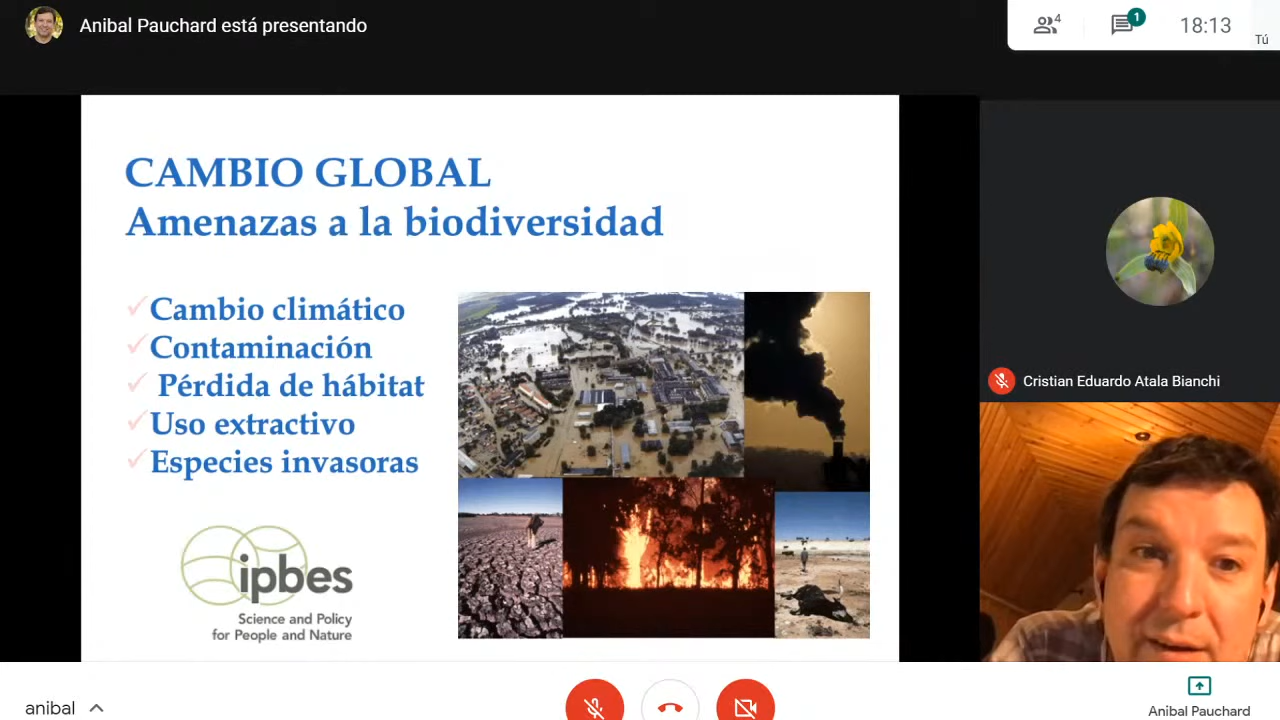 Anibal Pauchard está presentando
4
1
18:13
Tú
CAMBIO GLOBAL
Amenazas a la biodiversidad
Cambio climático
Contaminación
Pérdida de hábitat
Uso extractivo
Especies invasoras
ipbes
Science and Policy
for People and Nature
Cristian Eduardo Atala Bianchi
anibal
Anibal Pauchard